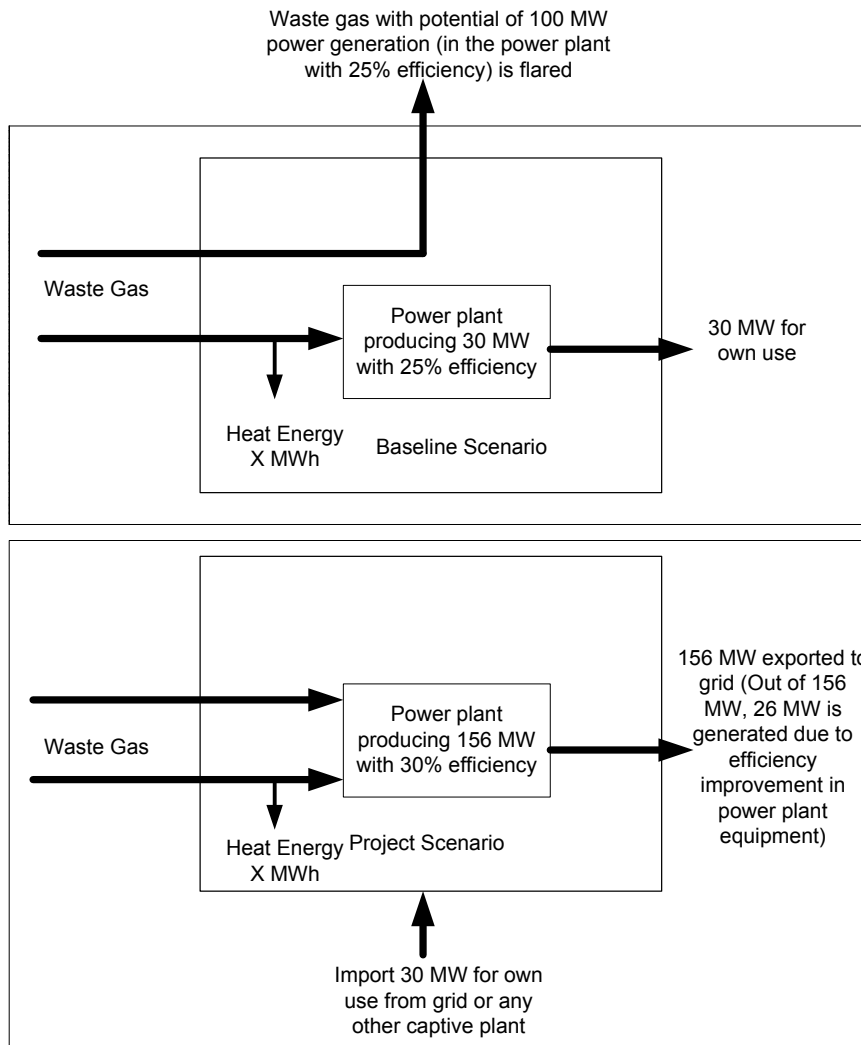 Waste gas with potential of 100 MW
power generation (in the power plant
with 25% efficiency) is flared
Waste Gas
Power plant
producing 30 MW
with 25% efficiency
30 MW for
own use
Heat Energy
X MWh
Baseline Scenario
156 MW exported to
grid (Out of 156
MW, 26 MW is
generated due to
efficiency
improvement in
power plant
equipment)
Power plant
producing 156 MW
with 30% efficiency
Waste Gas
Heat Energy
X MWh
Project Scenario
Import 30 MW for own
use from grid or any
other captive plant